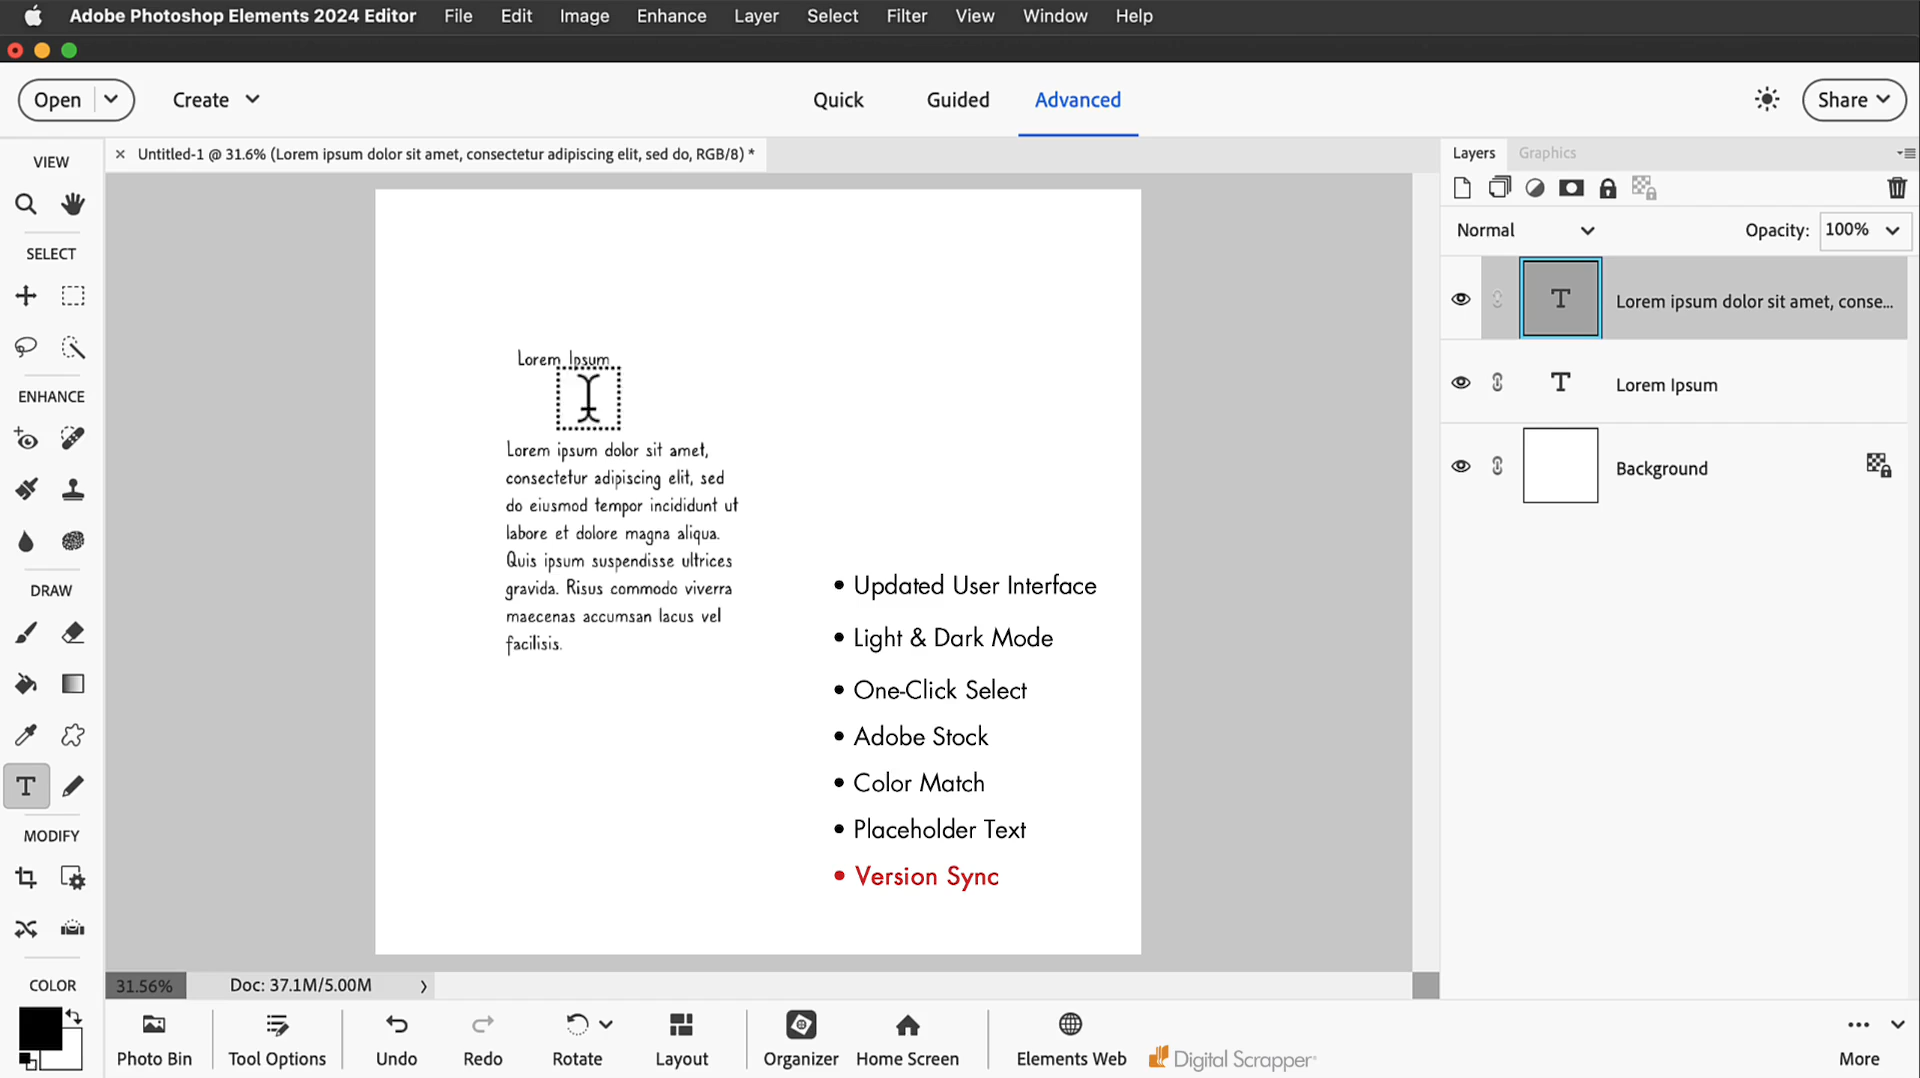 Adobe Photoshop Elements 2024 Editor File Edit Image Enhance Layer Select Filter View Window Help
Open Create Quick Guided Advanced Share
VIEW
SELECT
ENHANCE
DRAW
T
MODIFY
COLOR
× Untitled-1 @ 31.6% (Lorem ipsum dolor sit amet, consectetur adipiscing elit, sed do, RGB/8) *
Lorem Ipsum
Lorem ipsum dolor sit amet,
consectetur adipiscing elit, sed
do eiusmod tempor incididunt ut
labore et dolore magna aliqua.
Quis ipsum suspendisse ultrices
gravida. Risus commodo viverra
maecenas accumsan lacus vel
facilisis.
• Updated User Interface
• Light & Dark Mode
• One-Click Select
• Adobe Stock
• Color Match
• Placeholder Text
• Version Sync
Layers Graphics
Normal Opacity: 100%
T Lorem ipsum dolor sit amet, conse...
T Lorem Ipsum
Background
31.56% Doc: 37.1M/5.00M
Photo Bin Tool Options Undo Redo Rotate Layout Organizer Home Screen Elements Web Digital Scrapper More